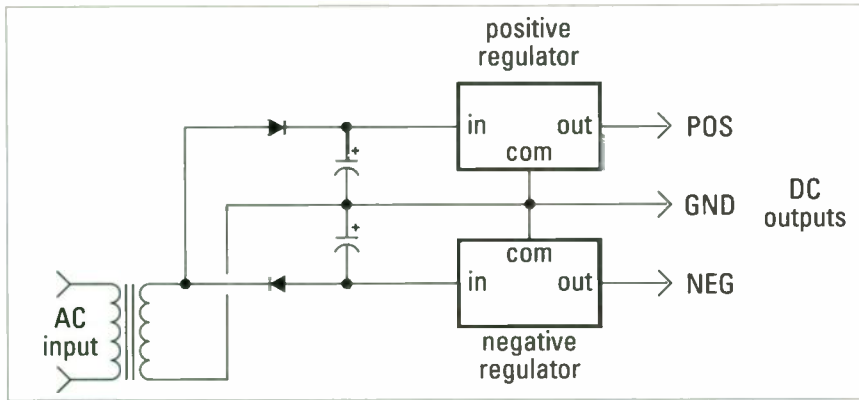 positive
regulator
in
out
com
POS
+
GND
DC
outputs
+
com
in
out
NEG
AC
input
negative
regulator